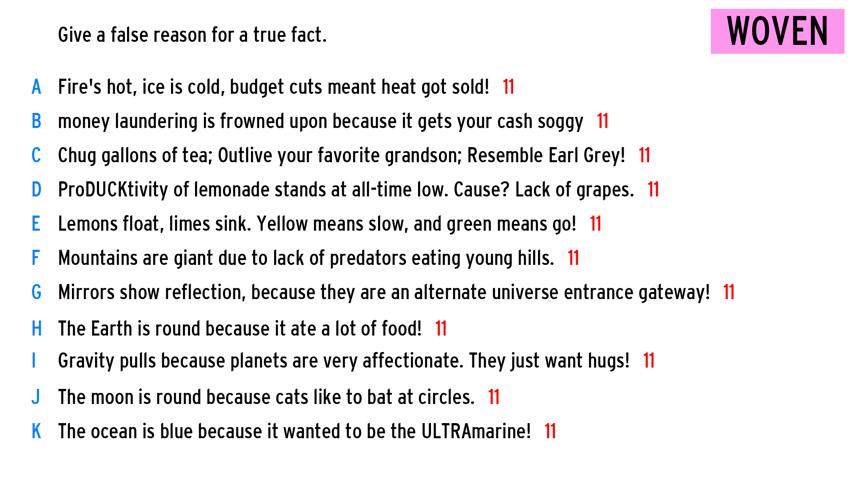 Give a false reason for a true fact.
WOVEN
A Fire's hot, ice is cold, budget cuts meant heat got sold! 11
B money laundering is frowned upon because it gets your cash soggy 11
C Chug gallons of tea; Outlive your favorite grandson; Resemble Earl Grey! 11
D ProDUCKtivity of lemonade stands at all-time low. Cause? Lack of grapes. 11
E Lemons float, limes sink. Yellow means slow, and green means go! 11
F Mountains are giant due to lack of predators eating young hills. 11
G Mirrors show reflection, because they are an alternate universe entrance gateway! 11
H The Earth is round because it ate a lot of food! 11
I Gravity pulls because planets are very affectionate. They just want hugs! 11
J The moon is round because cats like to bat at circles. 11
K The ocean is blue because it wanted to be the ULTRAmarine! 11